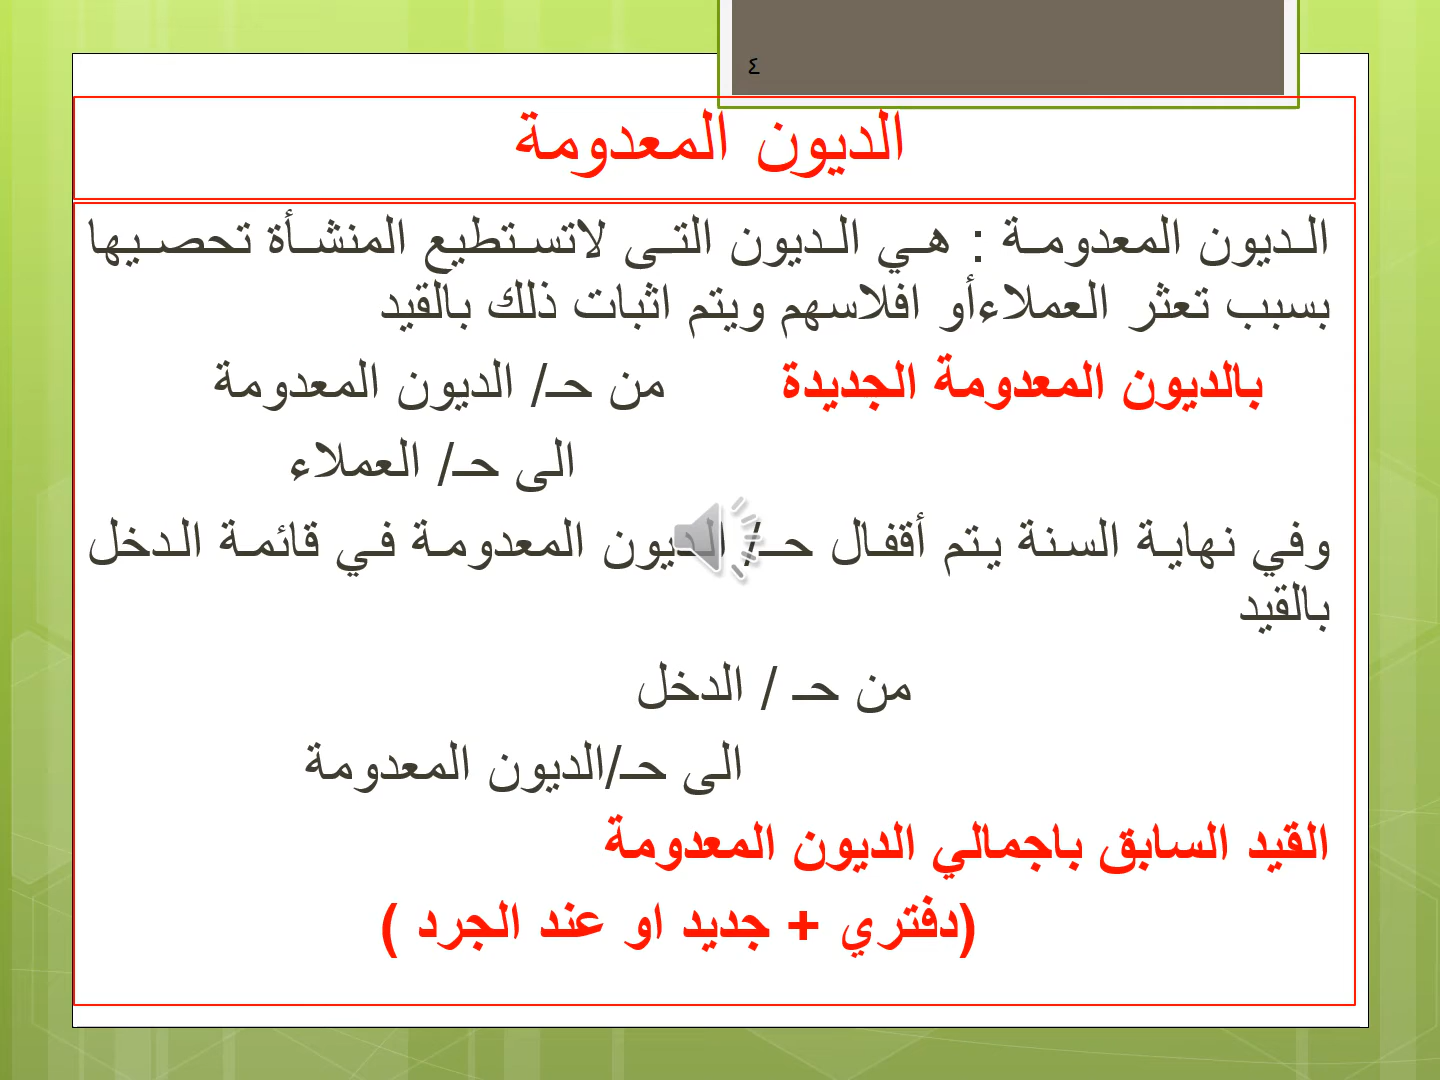 ٤
الديون المعدومة
الديون المعدومة : هي الديون التى لاتستطيع المنشأة تحصيها
بسبب تعثر العملاءأو افلاسهم ويتم اثبات ذلك بالقيد
بالديون المعدومة الجديدة من حـ/ الديون المعدومة
الى حـ/ العملاء
وفي نهاية السنة يتم أقفال حـ/ الديون المعدومة في قائمة الدخل
بالقيد
من حـ / الدخل
الى حـ/الديون المعدومة
القيد السابق باجمالي الديون المعدومة
(دفتري + جديد او عند الجرد )